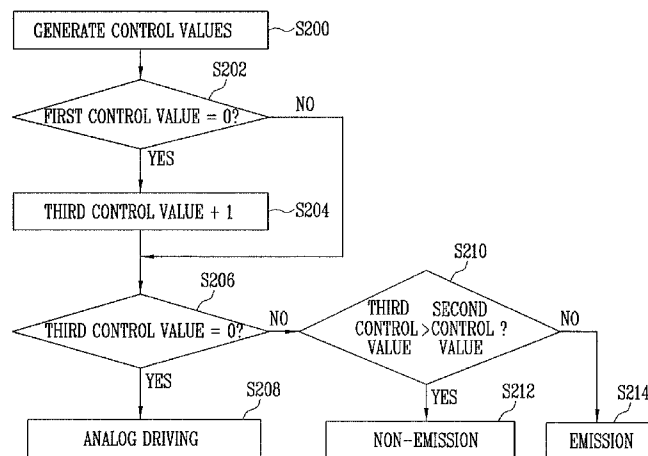 GENERATE CONTROL VALUES
S200
S202
FIRST CONTROL VALUE = 0?
NO
YES
THIRD CONTROL VALUE + 1
S204
S206
THIRD CONTROL VALUE = 0?
NO
YES
S210
THIRD SECOND
CONTROL > CONTROL ?
VALUE VALUE
NO
YES
S208
ANALOG DRIVING
S212
NON-EMISSION
S214
EMISSION